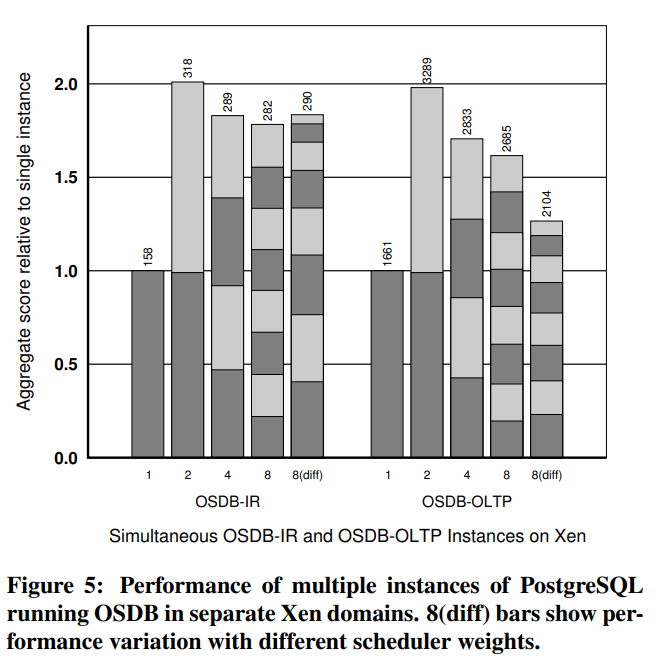 Aggregate score relative to single instance
2.0
1.5
1.0
0.5
0.0
158
318
289
282
290
1661
3289
2833
2685
2104
1 2 4 8 8(diff) 1 2 4 8 8(diff)
OSDB-IR OSDB-OLTP
Simultaneous OSDB-IR and OSDB-OLTP Instances on Xen
Figure 5: Performance of multiple instances of PostgreSQL
running OSDB in separate Xen domains. 8(diff) bars show per-
formance variation with different scheduler weights.